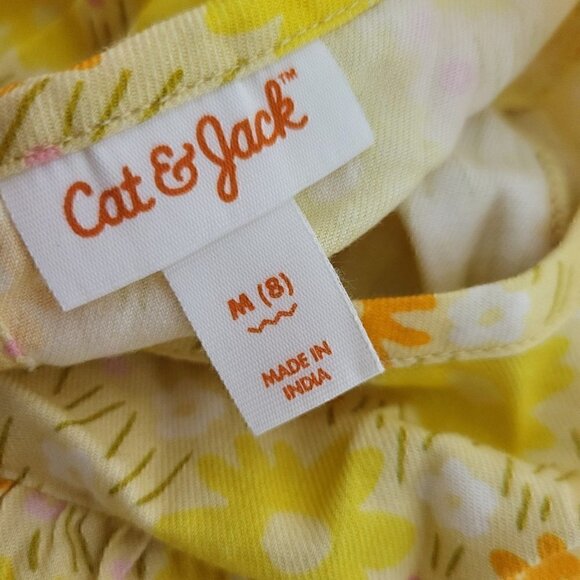 Cat & Jack™
M (8)
MADE IN
INDIA